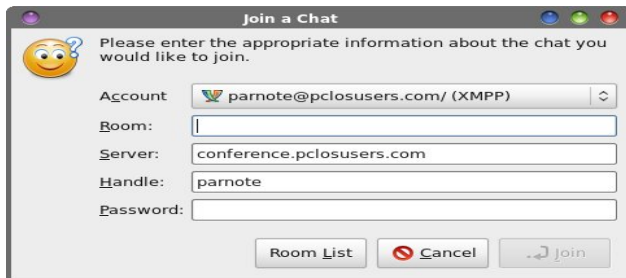 Join a Chat
Please enter the appropriate information about the chat you
would like to join.
Account parnote@pclosusers.com/ (XMPP)
Room:
Server: conference.pclosusers.com
Handle: parnote
Password:
Room List Cancel Join